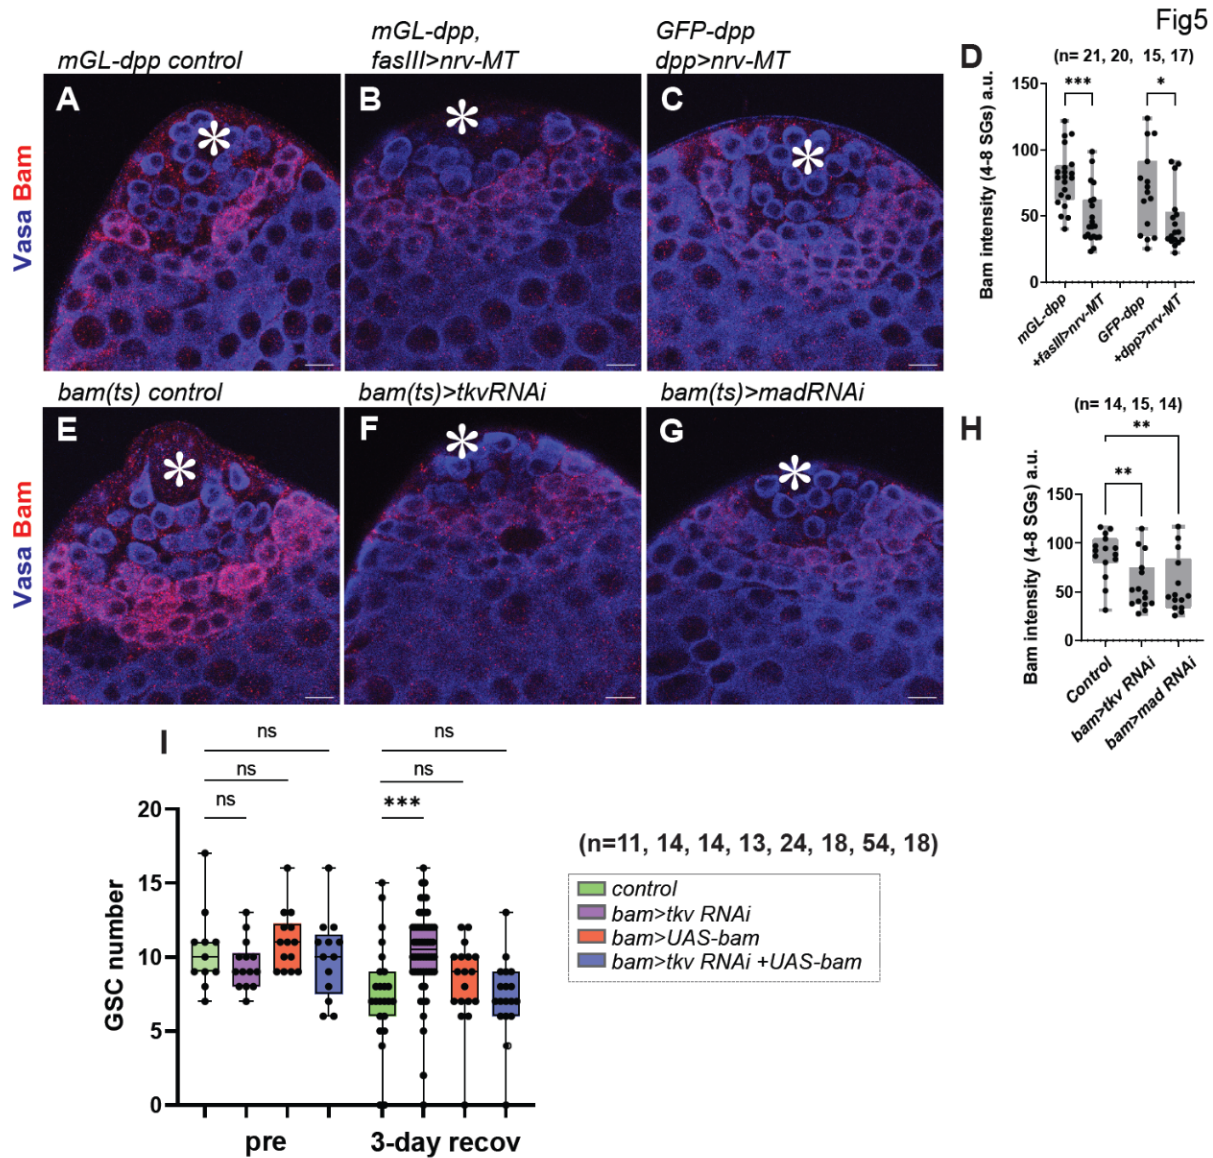 Fig5
mGL-dpp control
mGL-dpp,
fasIII>nrv-MT
GFP-dpp
dpp>nrv-MT
Vasa Bam
A
B
C
D
(n= 21, 20, 15, 17)
Bam intensity (4-8 SGs) a.u.
150
100
50
0
***
*
mGL-dpp
+fasIII>nrv-MT
GFP-dpp
+dpp>nrv-MT
bam(ts) control
bam(ts)>tkvRNAi
bam(ts)>madRNAi
Vasa Bam
E
F
G
H
(n= 14, 15, 14)
Bam intensity (4-8 SGs) a.u.
150
100
50
0
**
**
Control
bam>tkv RNAi
bam>mad RNAi
I
GSC number
20
15
10
5
0
ns
ns
ns
ns
ns
***
pre
3-day recov
(n=11, 14, 14, 13, 24, 18, 54, 18)
control
bam>tkv RNAi
bam>UAS-bam
bam>tkv RNAi +UAS-bam